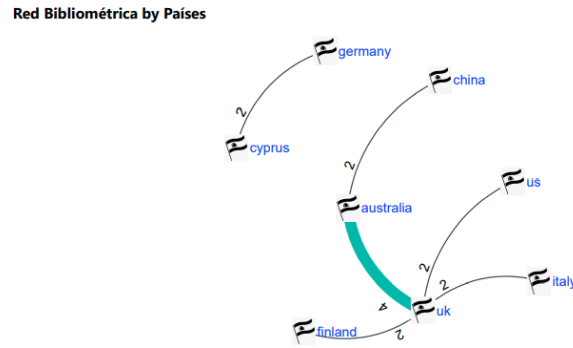 Red Bibliométrica by Países
germany
china
2
cyprus
2
us
australia
2
2
italy
4
uk
finland
2